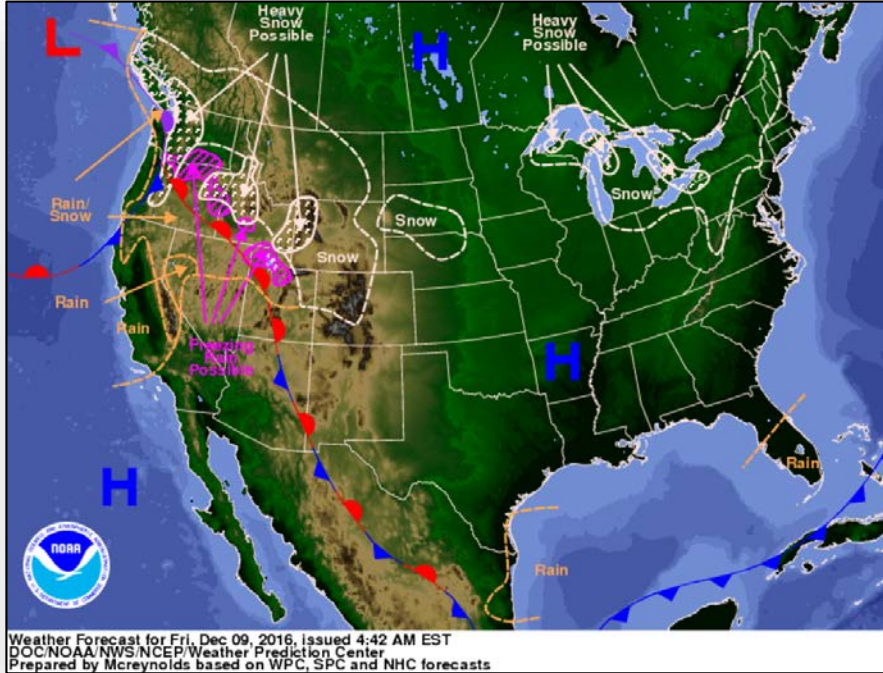 L
Heavy
Snow
Possible
H
Heavy
Snow
Possible
Rain/
Snow
Snow
Snow
Snow
Rain
Rain
Freezing
Rain
Possible
H
H
Rain
Rain
NOAA
Weather Forecast for Fri, Dec 09, 2016, issued 4:42 AM EST
DOC/NOAA/NWS/NCEP/Weather Prediction Center
Prepared by Mcreynolds based on WPC, SPC and NHC forecasts